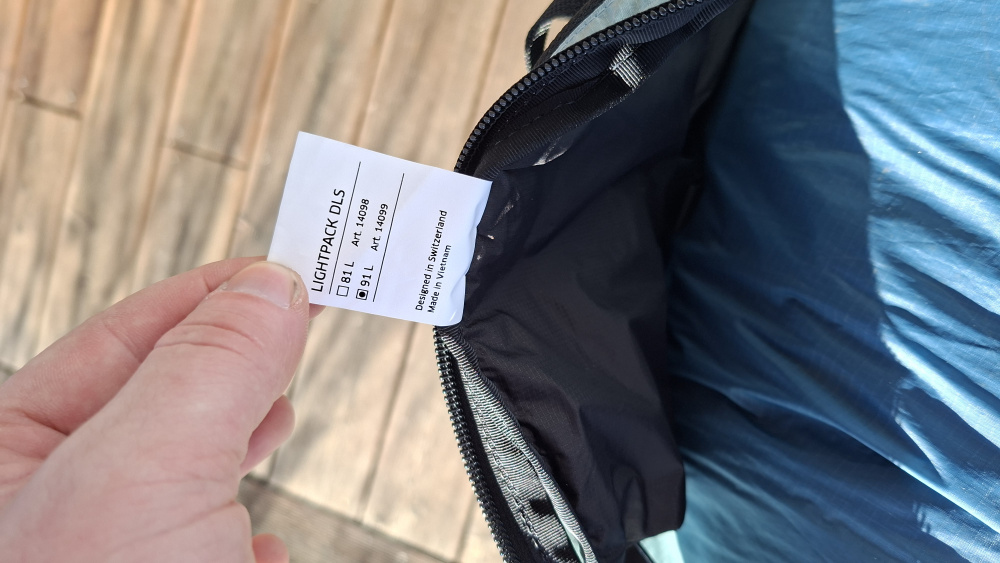 LIGHTPACK DLS
☐ 81 L Art. 14098
☒ 91 L Art. 14099
Designed in Switzerland
Made in Vietnam